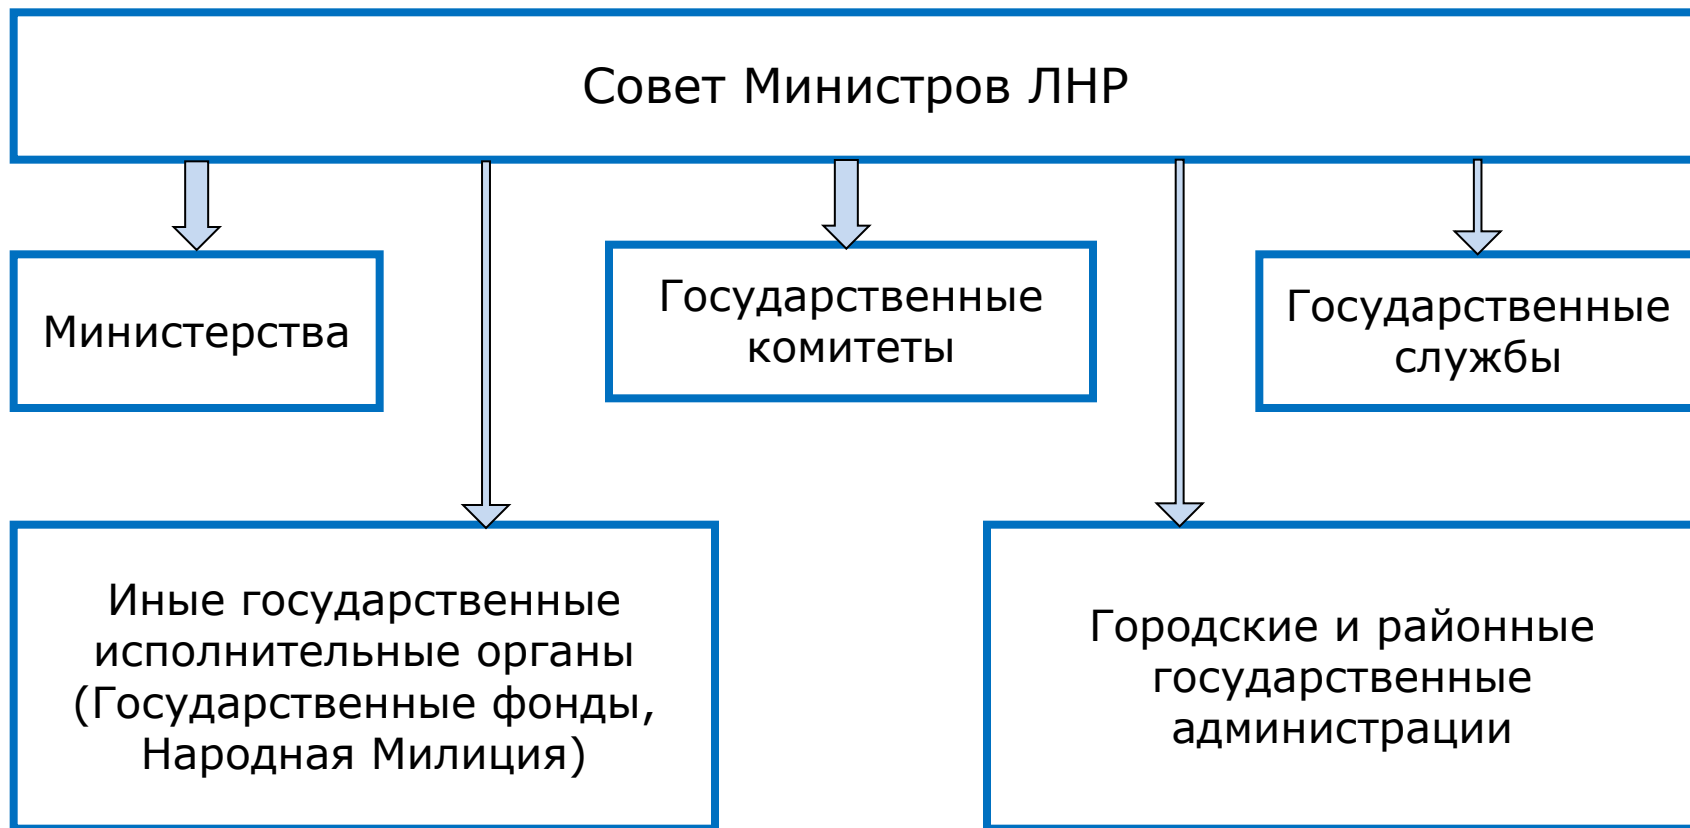 Совет Министров ЛНР
Министерства
Государственные
комитеты
Государственные
службы
Иные государственные
исполнительные органы
(Государственные фонды,
Народная Милиция)
Городские и районные
государственные
администрации